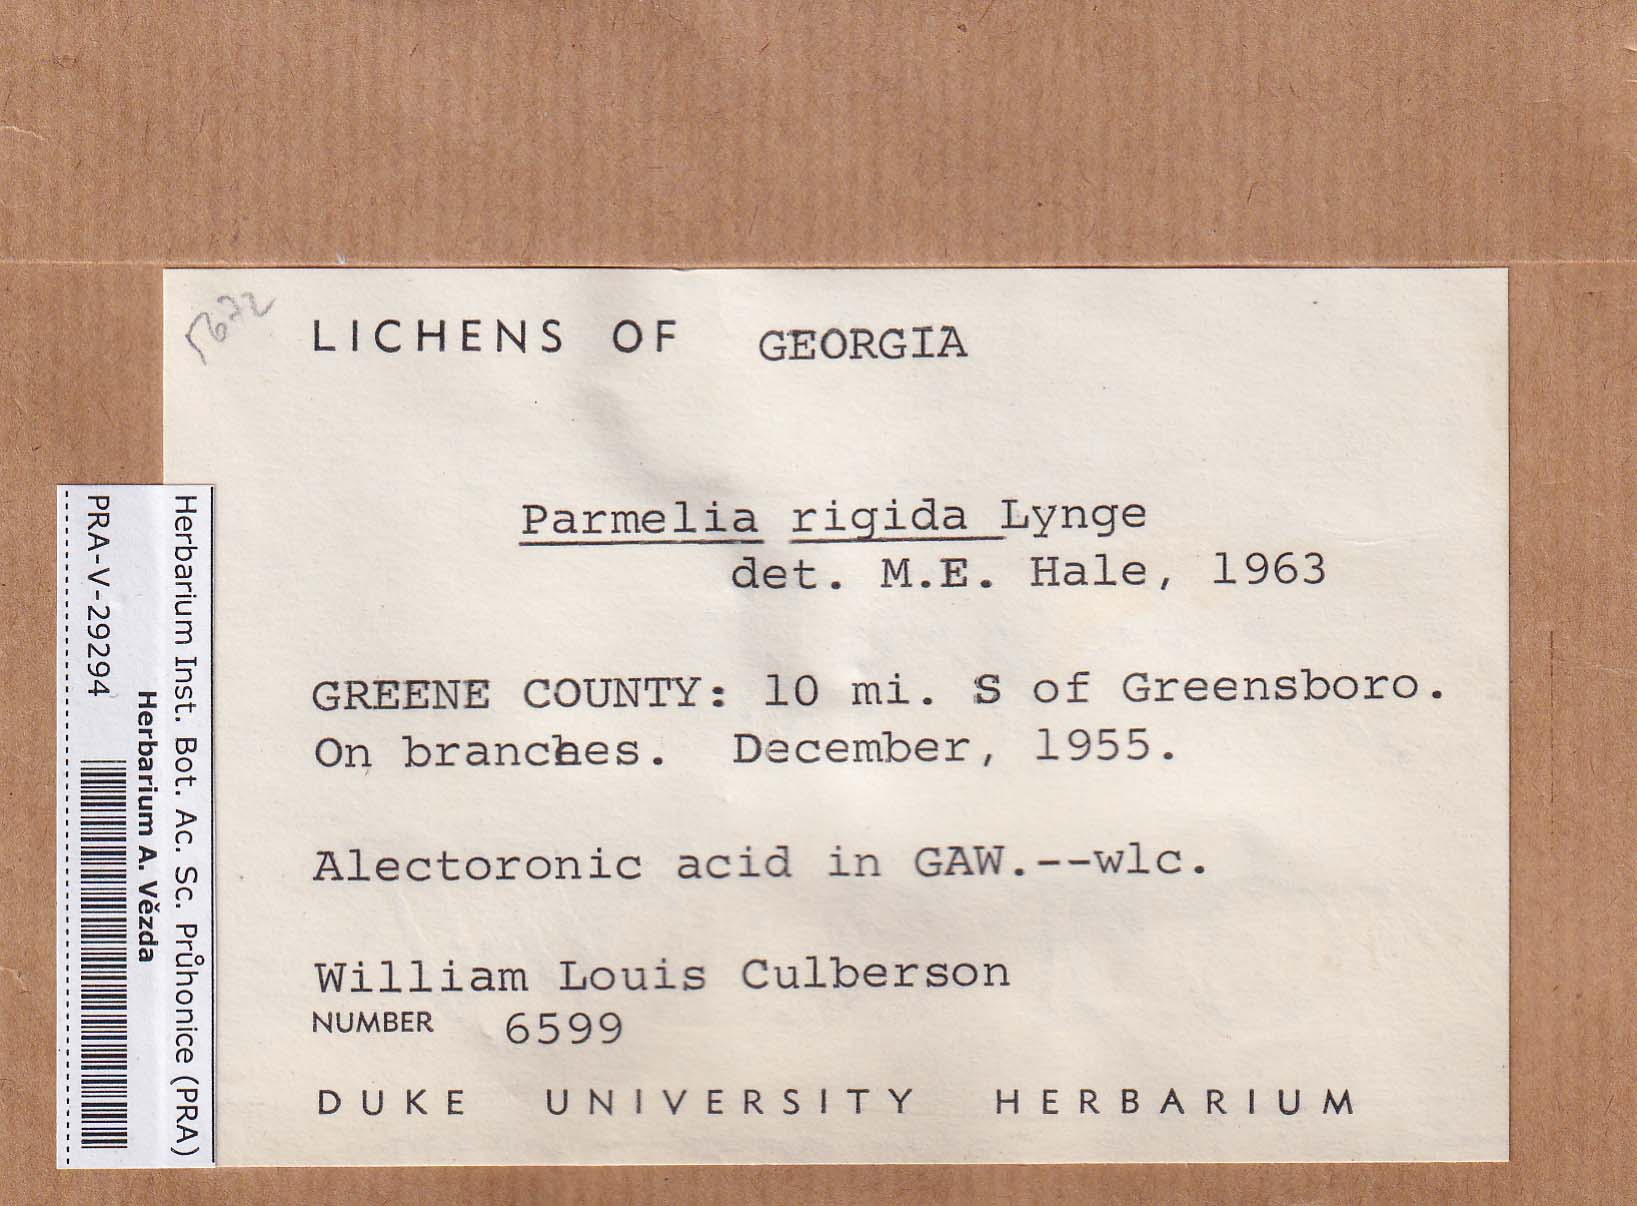 5672
LICHENS OF GEORGIA
Parmelia rigida Lynge
det. M.E. Hale, 1963
GREENE COUNTY: 10 mi. S of Greensboro.
On branches. December, 1955.
Alectoronic acid in GAW.--wlc.
William Louis Culberson
NUMBER 6599
DUKE UNIVERSITY HERBARIUM
Herbarium Inst. Bot. Ac. Sc. Průhonice (PRA)
Herbarium A. Vězda
PRA-V-29294